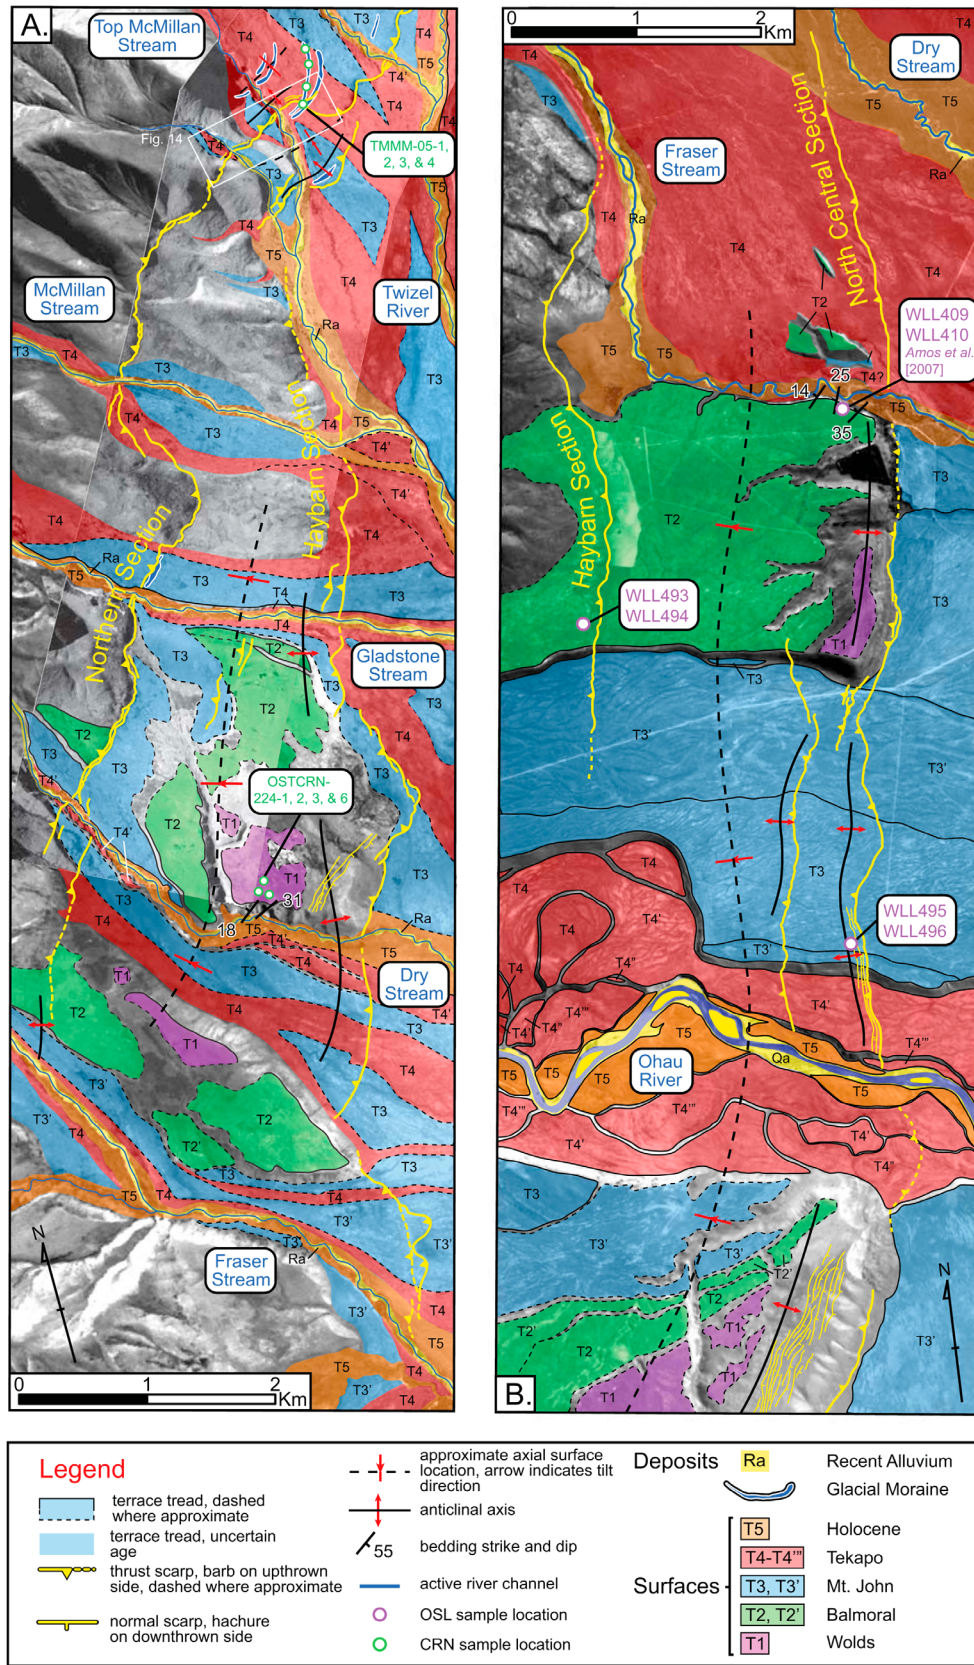 A.
Top McMillan
Stream
T4
T3
T4
T5
T4'
T4
Fig. 14
T4
T3
TMMM-05-1,
2, 3, & 4
T3
T5
T4
T3
McMillan
Stream
Twizel
River
Ra
T3
T4
T5
T4'
T3
T4'
Haybarn Section
T4
T4'
T4
Northern Section
Ra
T5
T3
T3
T4
T4
T2'
T3
Gladstone
Stream
T2
T4
T2
T3
T3
T3
T4'
OSTCRN-
224-1, 2, 3, & 6
T4'
T2
T1
T1
T3
T3
31
18
T5
Ra
T4'
T4
T3
T4
Dry
Stream
T1
T2
T4
T4'
T3
T1
T4
T3'
T3'
T2
T4
T2'
T3
T3'
T5
T4
T4
T3'
Fraser
Stream
Ra
N
T4
T5
T5
T3'
T4
0 1 2
Km
0 1 2
Km
T4
T3
Dry
Stream
T5
Fraser
Stream
Ra
Ra
T4
T4
North Central Section
T4
T2
WLL409
WLL410
Amos et al.
[2007]
T5
T5
T4?
25
14
T5
35
Haybarn Section
T3
T2
WLL493
WLL494
T3
T1
T3
T3'
T3'
T3
T4
T4'
WLL495
WLL496
T4
T3'
T4
T4"
T4'
T4'
T4"
T5
T5
T4'"
Qa
T5
T5
Ohau
River
T5
T4'"
T4'"
T4'
T4'
T4"
T3
T3'
T3'
T2'
T2
T2'
T1
T2
T3'
N
T1
T1
B.
Legend
terrace tread, dashed
where approximate
terrace tread, uncertain
age
thrust scarp, barb on upthrown
side, dashed where approximate
normal scarp, hachure
on downthrown side
approximate axial surface
location, arrow indicates tilt
direction
anticlinal axis
55 bedding strike and dip
active river channel
OSL sample location
CRN sample location
Deposits
Ra Recent Alluvium
Glacial Moraine
Surfaces
T5 Holocene
T4-T4'" Tekapo
T3, T3' Mt. John
T2, T2' Balmoral
T1 Wolds